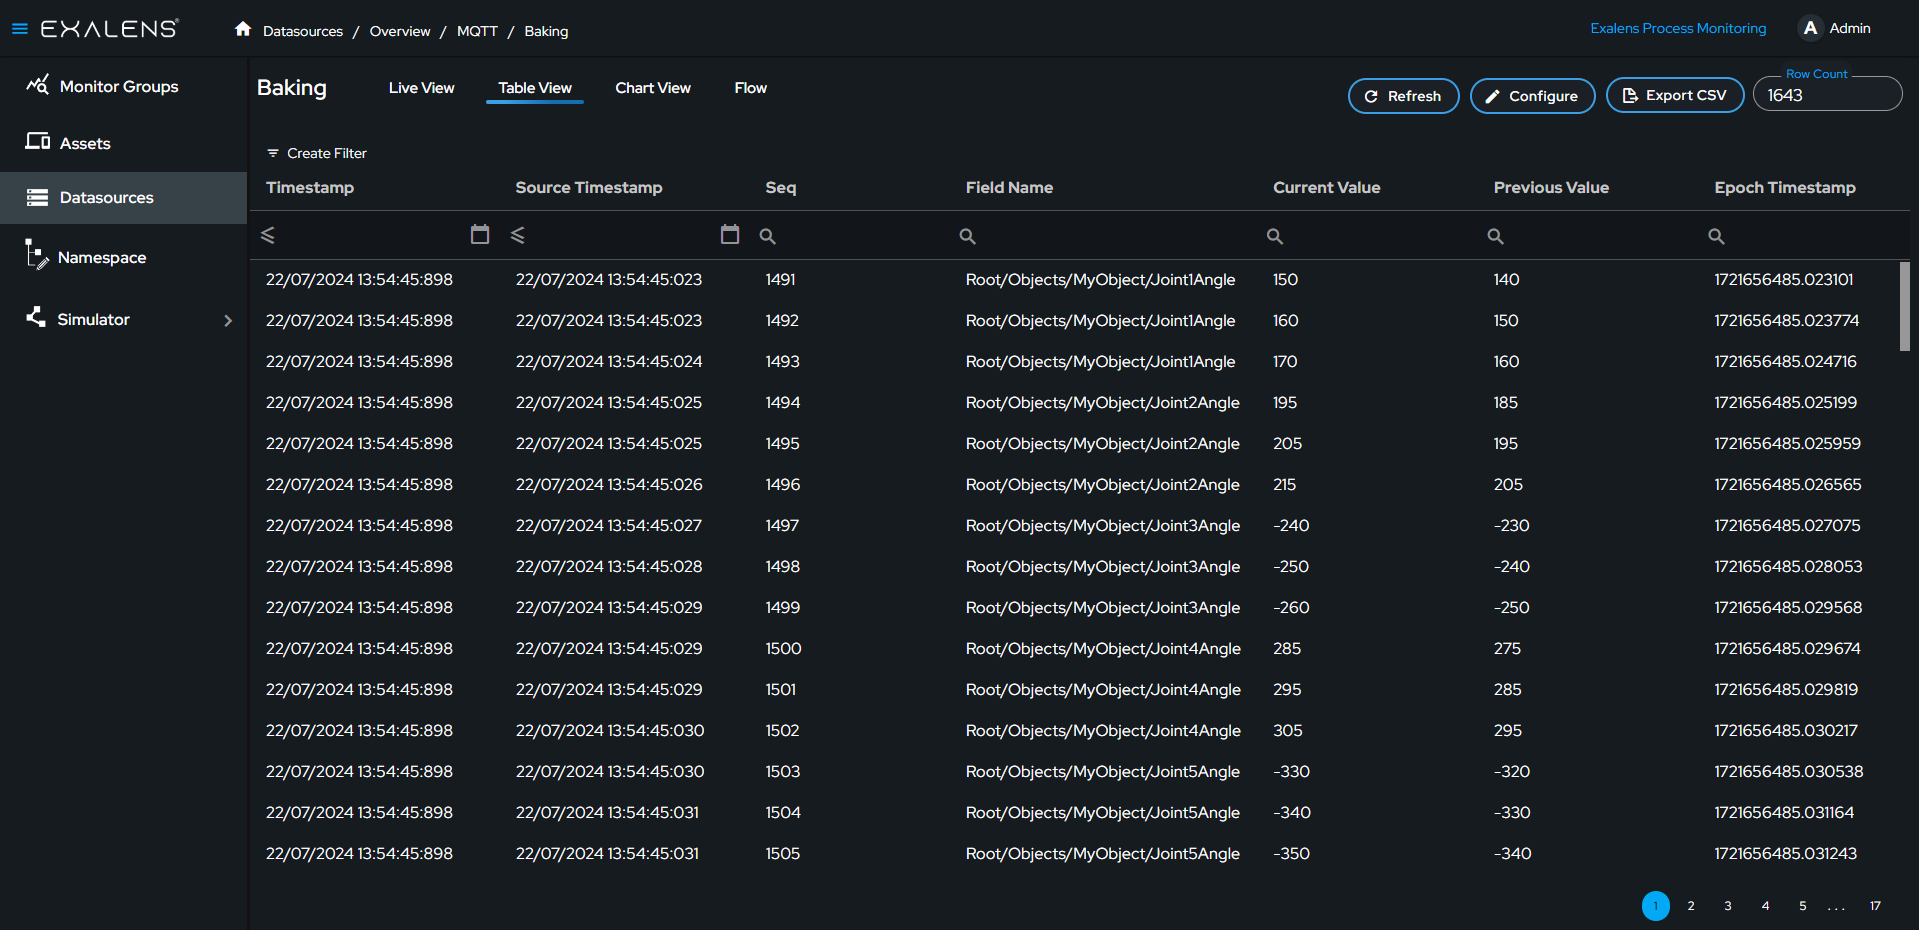 EXALENS®
Datasources / Overview / MQTT / Baking
Exalens Process Monitoring
A Admin
Monitor Groups
Assets
Datasources
Namespace
Simulator
Baking Live View Table View Chart View Flow
Refresh Configure Export CSV Row Count 1643
Create Filter
Timestamp Source Timestamp Seq Field Name Current Value Previous Value Epoch Timestamp
22/07/2024 13:54:45:898 22/07/2024 13:54:45:023 1491 Root/Objects/MyObject/Joint1Angle 150 140 1721656485.023101
22/07/2024 13:54:45:898 22/07/2024 13:54:45:023 1492 Root/Objects/MyObject/Joint1Angle 160 150 1721656485.023774
22/07/2024 13:54:45:898 22/07/2024 13:54:45:024 1493 Root/Objects/MyObject/Joint1Angle 170 160 1721656485.024716
22/07/2024 13:54:45:898 22/07/2024 13:54:45:025 1494 Root/Objects/MyObject/Joint2Angle 195 185 1721656485.025199
22/07/2024 13:54:45:898 22/07/2024 13:54:45:025 1495 Root/Objects/MyObject/Joint2Angle 205 195 1721656485.025959
22/07/2024 13:54:45:898 22/07/2024 13:54:45:026 1496 Root/Objects/MyObject/Joint2Angle 215 205 1721656485.026565
22/07/2024 13:54:45:898 22/07/2024 13:54:45:027 1497 Root/Objects/MyObject/Joint3Angle -240 -230 1721656485.027075
22/07/2024 13:54:45:898 22/07/2024 13:54:45:028 1498 Root/Objects/MyObject/Joint3Angle -250 -240 1721656485.028053
22/07/2024 13:54:45:898 22/07/2024 13:54:45:029 1499 Root/Objects/MyObject/Joint3Angle -260 -250 1721656485.029568
22/07/2024 13:54:45:898 22/07/2024 13:54:45:029 1500 Root/Objects/MyObject/Joint4Angle 285 275 1721656485.029674
22/07/2024 13:54:45:898 22/07/2024 13:54:45:029 1501 Root/Objects/MyObject/Joint4Angle 295 285 1721656485.029819
22/07/2024 13:54:45:898 22/07/2024 13:54:45:030 1502 Root/Objects/MyObject/Joint4Angle 305 295 1721656485.030217
22/07/2024 13:54:45:898 22/07/2024 13:54:45:030 1503 Root/Objects/MyObject/Joint5Angle -330 -320 1721656485.030538
22/07/2024 13:54:45:898 22/07/2024 13:54:45:031 1504 Root/Objects/MyObject/Joint5Angle -340 -330 1721656485.031164
22/07/2024 13:54:45:898 22/07/2024 13:54:45:031 1505 Root/Objects/MyObject/Joint5Angle -350 -340 1721656485.031243
1 2 3 4 5 ... 17